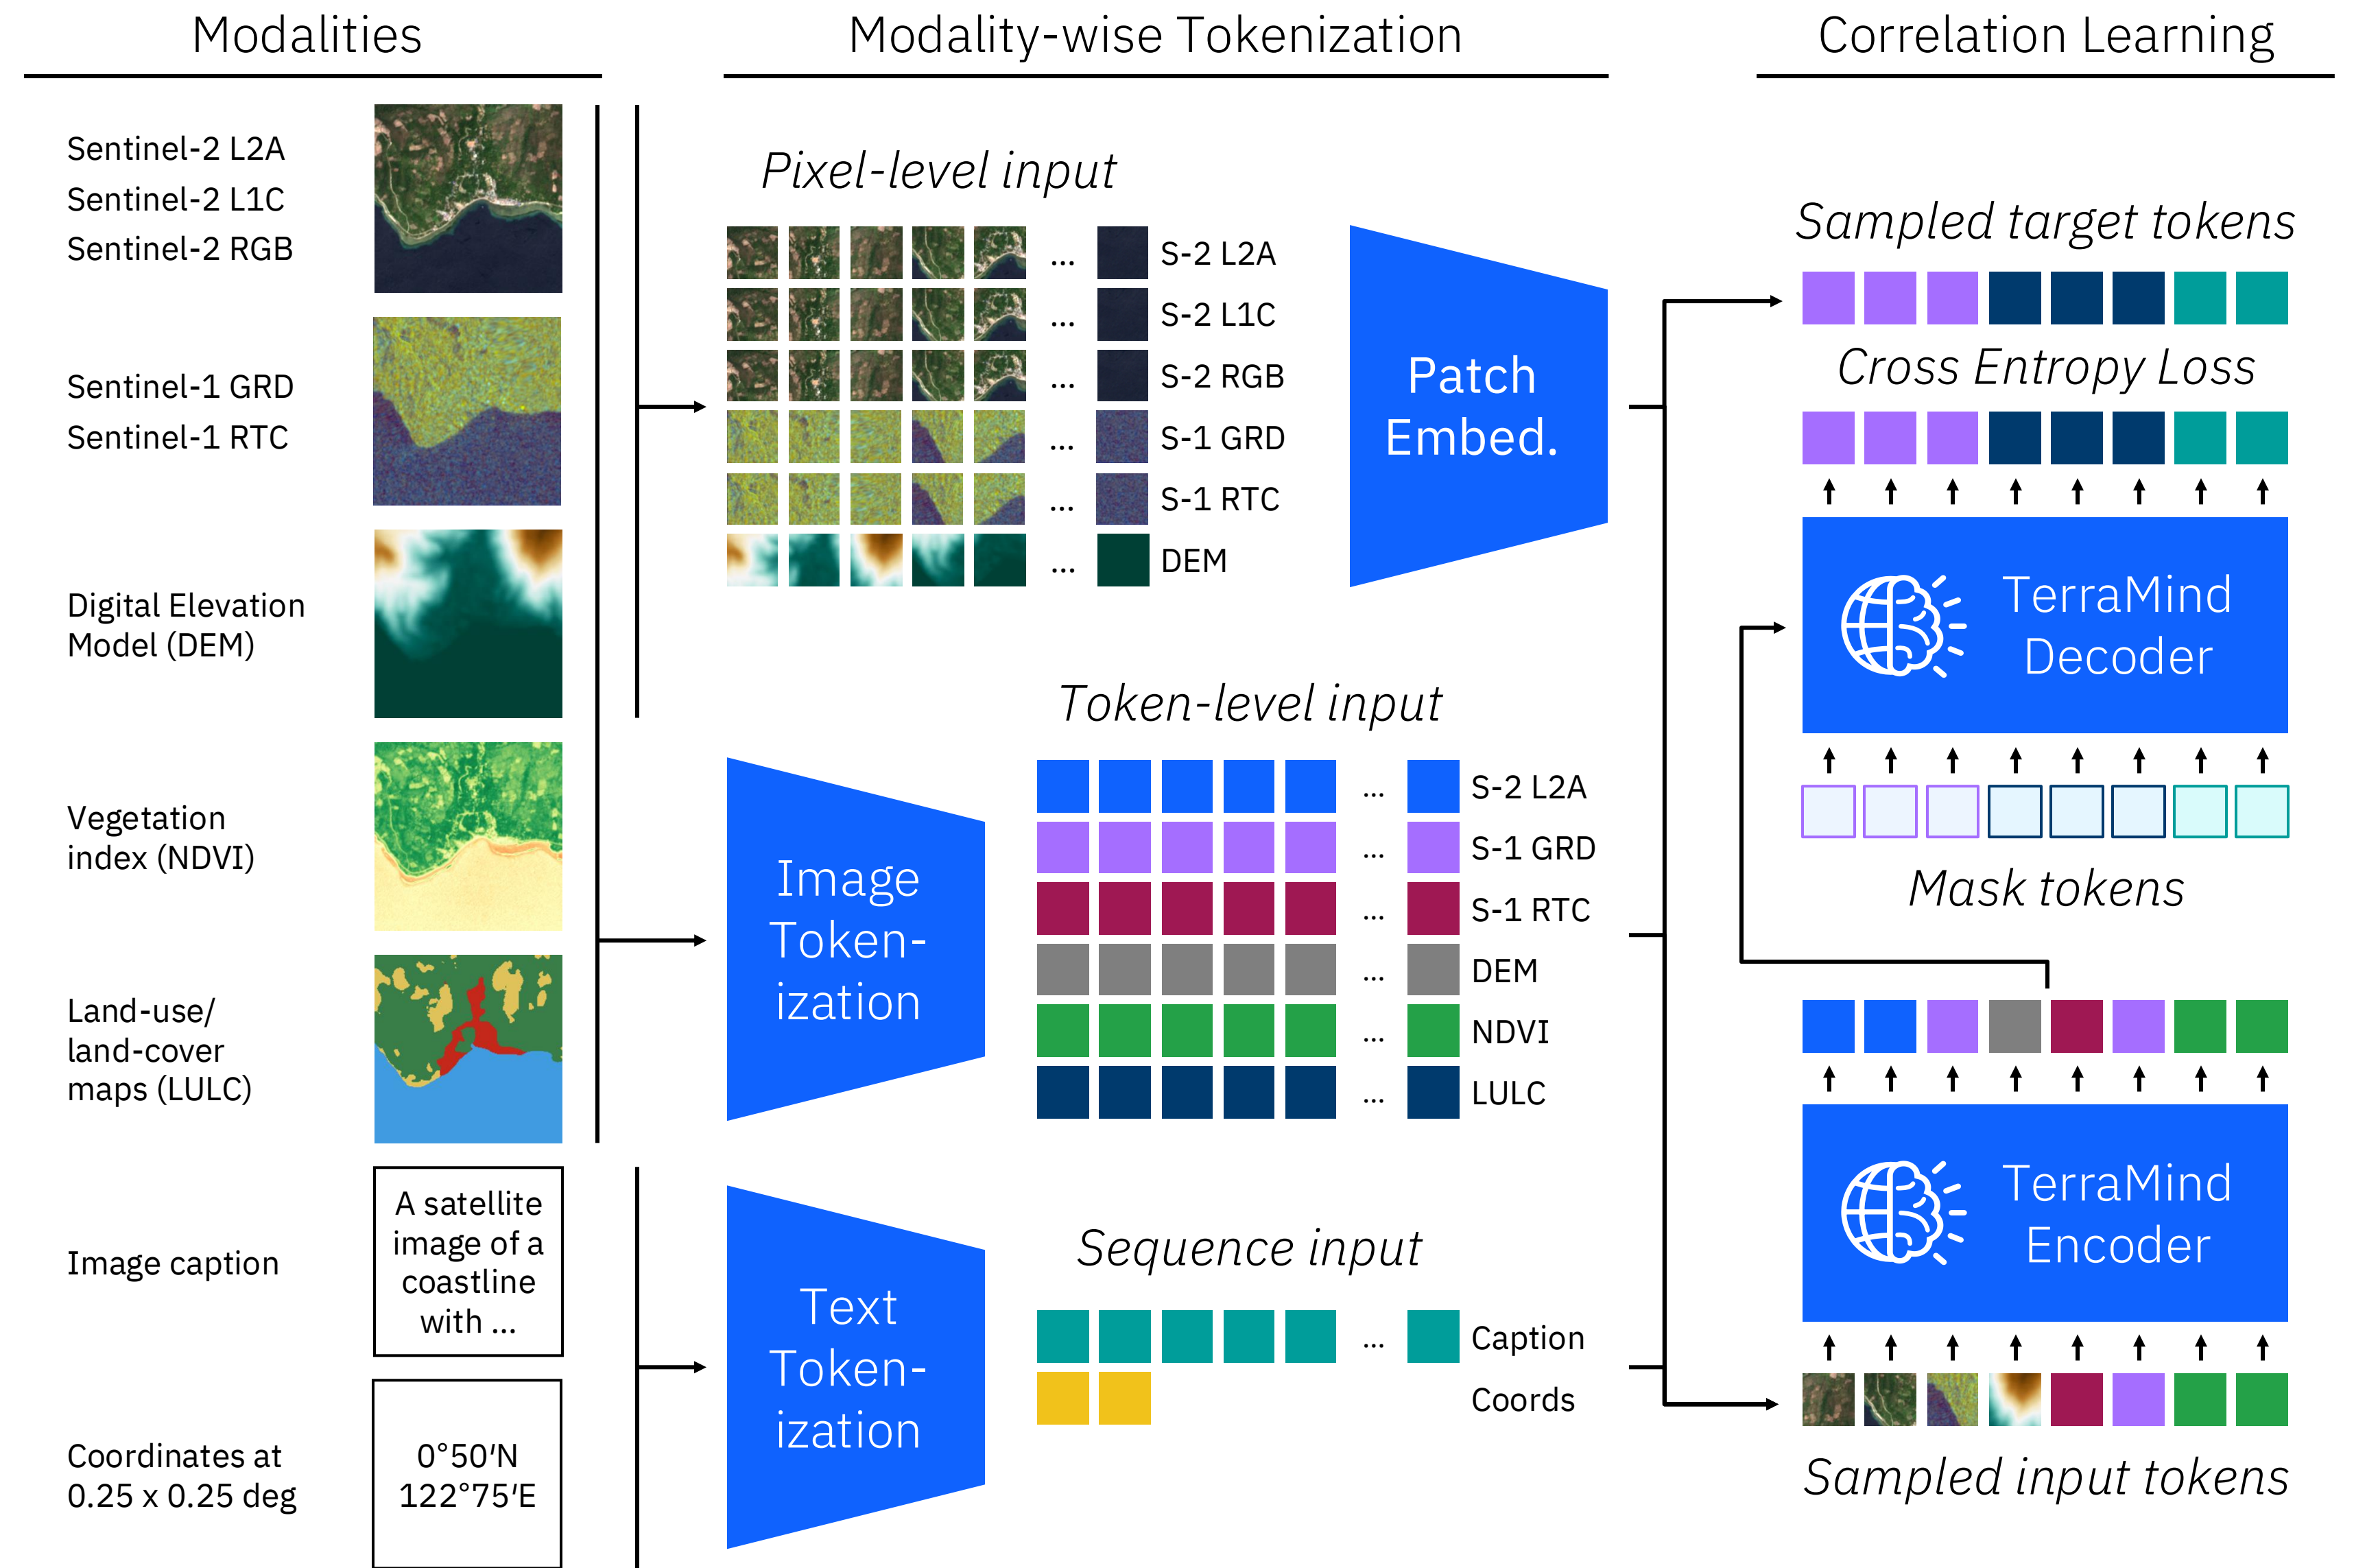 Modalities
Sentinel-2 L2A
Sentinel-2 L1C
Sentinel-2 RGB
Sentinel-1 GRD
Sentinel-1 RTC
Digital Elevation
Model (DEM)
Vegetation
index (NDVI)
Land-use/
land-cover
maps (LULC)
Image caption
A satellite
image of a
coastline
with ...
Coordinates at
0.25 x 0.25 deg
0°50′N
122°75′E
Modality-wise Tokenization
Pixel-level input
... S-2 L2A
... S-2 L1C
... S-2 RGB
... S-1 GRD
... S-1 RTC
... DEM
Patch
Embed.
Image
Token-
ization
Token-level input
... S-2 L2A
... S-1 GRD
... S-1 RTC
... DEM
... NDVI
... LULC
Text
Token-
ization
Sequence input
... Caption
Coords
Correlation Learning
Sampled target tokens
Cross Entropy Loss
TerraMind
Decoder
Mask tokens
TerraMind
Encoder
Sampled input tokens